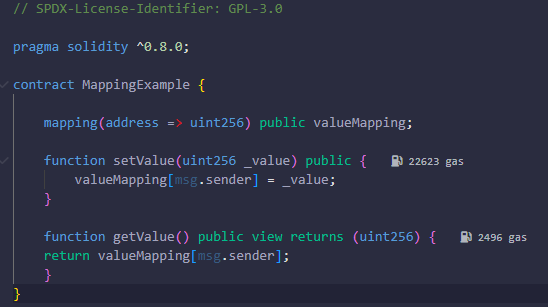 // SPDX-License-Identifier: GPL-3.0
pragma solidity ^0.8.0;
contract MappingExample {
mapping(address => uint256) public valueMapping;
function setValue(uint256 _value) public { 22623 gas
valueMapping[msg.sender] = _value;
}
function getValue() public view returns (uint256) { 2496 gas
return valueMapping[msg.sender];
}
}